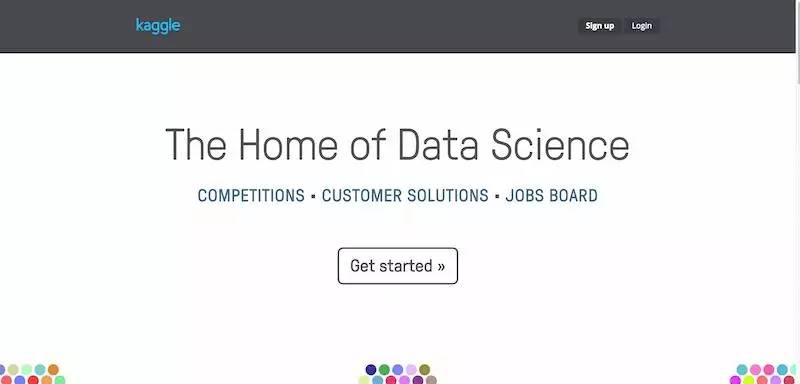 kaggle
Sign up Login
The Home of Data Science
COMPETITIONS ▪ CUSTOMER SOLUTIONS ▪ JOBS BOARD
Get started »